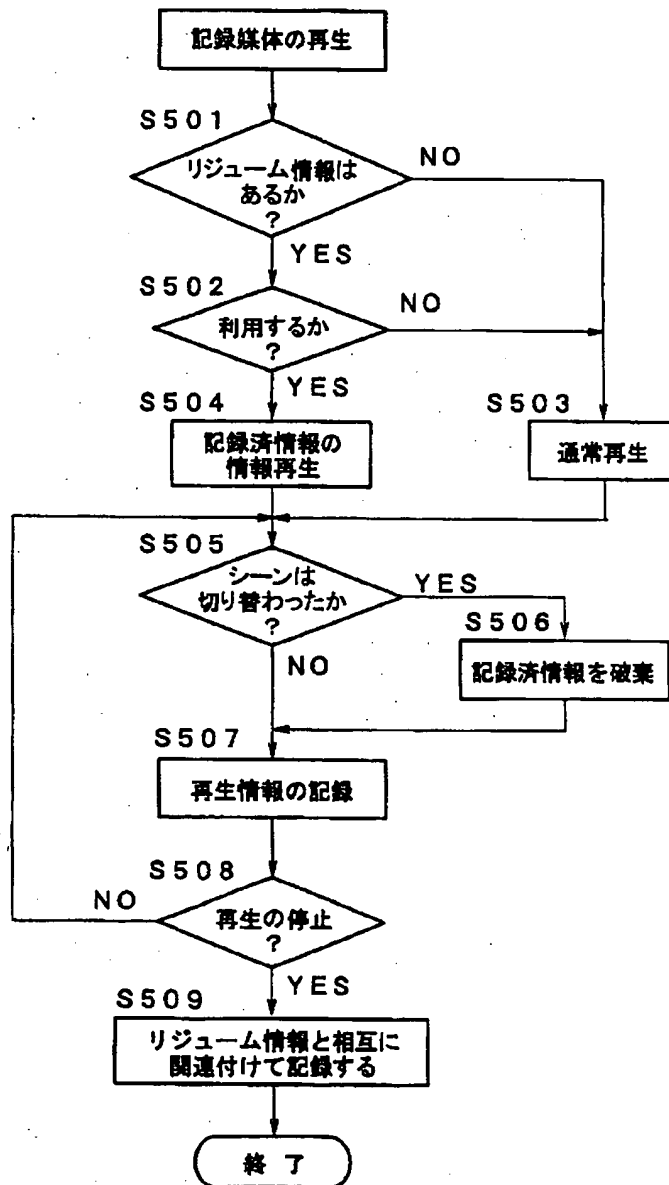 記録媒体の再生
S501
リジューム情報は
あるか
?
NO
YES
S502
利用するか
?
NO
YES
S504
記録済情報の
情報再生
S503
通常再生
S505
シーンは
切り替わったか
?
YES
NO
S506
記録済情報を破棄
S507
再生情報の記録
S508
再生の停止
?
NO
YES
S509
リジューム情報と相互に
関連付けて記録する
終 了